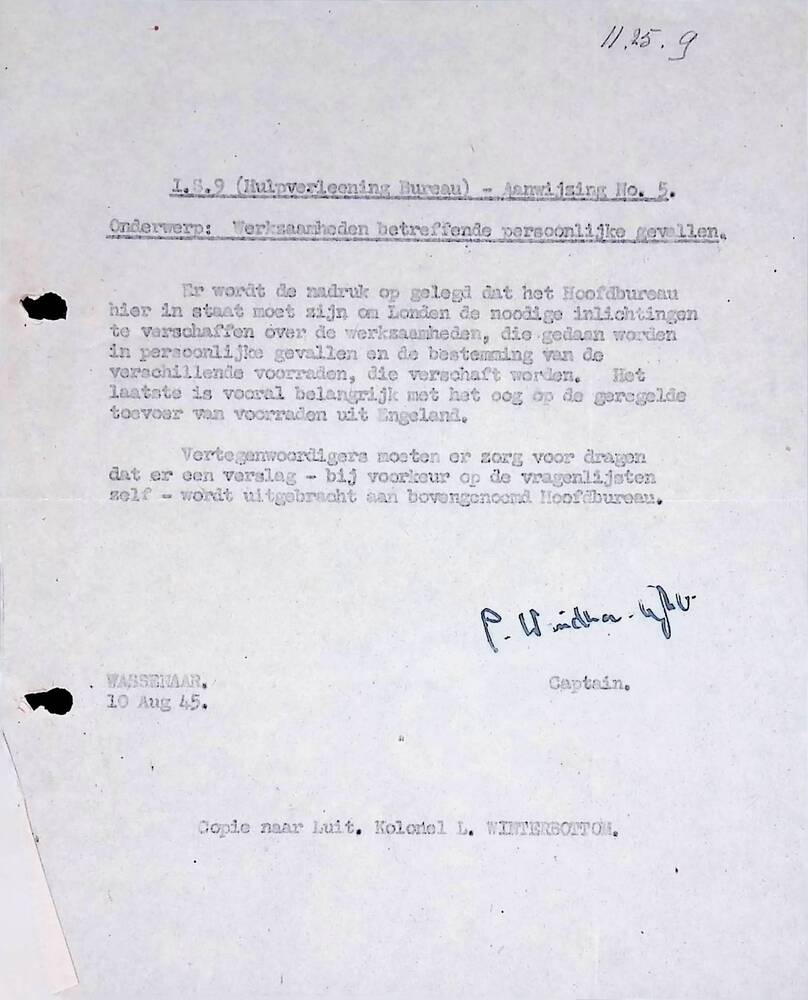 11.25.9
I.S.9 (Hulpverleening Bureau) - Aanwijzing No. 5.
Onderwerp: Werkzaamheden betreffende persoonlijke gevallen.
Er wordt de nadruk op gelegd dat het Hoofdbureau
hier in staat moet zijn om Londen de noodige inlichtingen
te verschaffen over de werkzaamheden, die gedaan worden
in persoonlijke gevallen en de bestemming van de
verschillende voorraden, die verschaft worden. Het
laatste is vooral belangrijk met het oog op de geregelde
toevoer van voorraden uit Engeland.
Vertegenwoordigers moeten er zorg voor dragen
dat er een verslag - bij voorkeur op de vragenlijsten
zelf - wordt uitgebracht aan bovengenoemd Hoofdbureau.
P.
WASSENAAR.
Captain.
10 Aug 45.
Copie naar Luit. Kolonel L. WINTERBOTTOM.